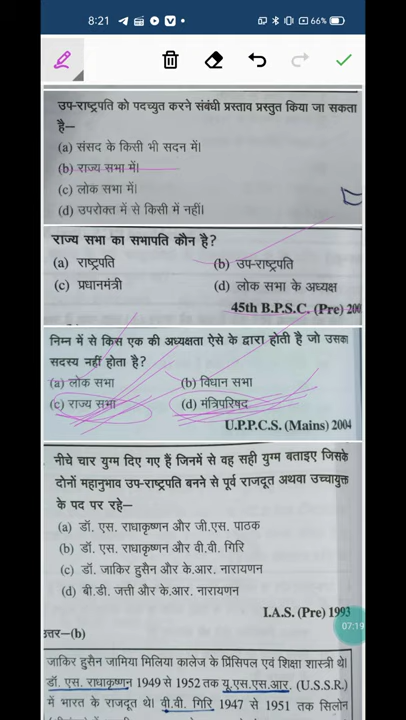 8:21
66%
उप-राष्ट्रपति को पदच्युत करने संबंधी प्रस्ताव प्रस्तुत किया जा सकता
है–
(a) संसद के किसी भी सदन में।
(b) राज्य सभा में।
(c) लोक सभा में।
(d) उपरोक्त में से किसी में नहीं।
राज्य सभा का सभापति कौन है?
(a) राष्ट्रपति (b) उप-राष्ट्रपति
(c) प्रधानमंत्री (d) लोक सभा के अध्यक्ष
45th B.P.S.C. (Pre) 200
निम्न में से किस एक की अध्यक्षता ऐसे के द्वारा होती है जो उसका
सदस्य नहीं होता है?
(a) लोक सभा (b) विधान सभा
(c) राज्य सभा (d) मंत्रिपरिषद
U.P.P.C.S. (Mains) 2004
नीचे चार युग्म दिए गए हैं जिनमें से वह सही युग्म बताइए जिसके
दोनों महानुभाव उप-राष्ट्रपति बनने से पूर्व राजदूत अथवा उच्चायुक्त
के पद पर रहे–
(a) डॉ. एस. राधाकृष्णन और जी.एस. पाठक
(b) डॉ. एस. राधाकृष्णन और वी.वी. गिरि
(c) डॉ. जाकिर हुसैन और के.आर. नारायणन
(d) बी.डी. जत्ती और के.आर. नारायणन
I.A.S. (Pre) 1993
07:19
उत्तर–(b)
जाकिर हुसैन जामिया मिलिया कालेज के प्रिंसिपल एवं शिक्षा शास्त्री थे।
डॉ. एस. राधाकृष्णन 1949 से 1952 तक यू.एस.एस.आर. (U.S.S.R.)
में भारत के राजदूत थे। वी.वी. गिरि 1947 से 1951 तक सिलोन